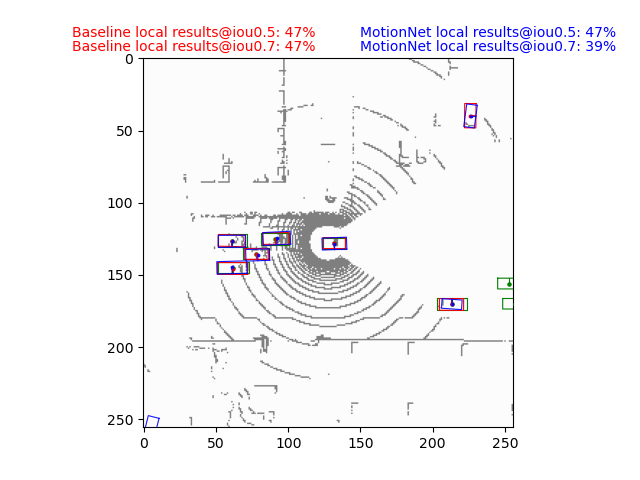 Baseline local results@iou0.5: 47%
Baseline local results@iou0.7: 47%
MotionNet local results@iou0.5: 47%
MotionNet local results@iou0.7: 39%
0
50
100
150
200
250
0 50 100 150 200 250